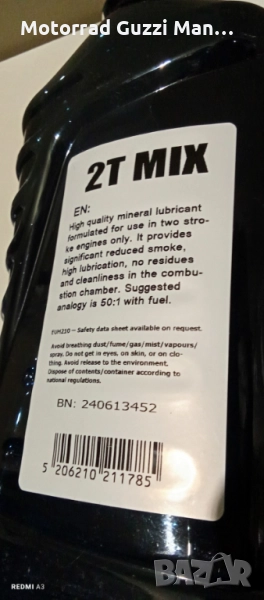 Motorrad Guzzi Man...
2T MIX
EN:
High quality mineral lubricant
formulated for use in two stro-
ke engines only. It provides
significant reduced smoke,
high lubrication, no residues
and cleanliness in the combu-
stion chamber. Suggested
analogy is 50:1 with fuel.
EUH210 – Safety data sheet available on request.
Avoid breathing dust/fume/gas/mist/vapours/
spray. Do not get in eyes, on skin, or on clo-
thing. Avoid release to the environment.
Dispose of contents/container according to
national regulations.
BN: 240613452
5 206210 211785
REDMI A3
BAZAR